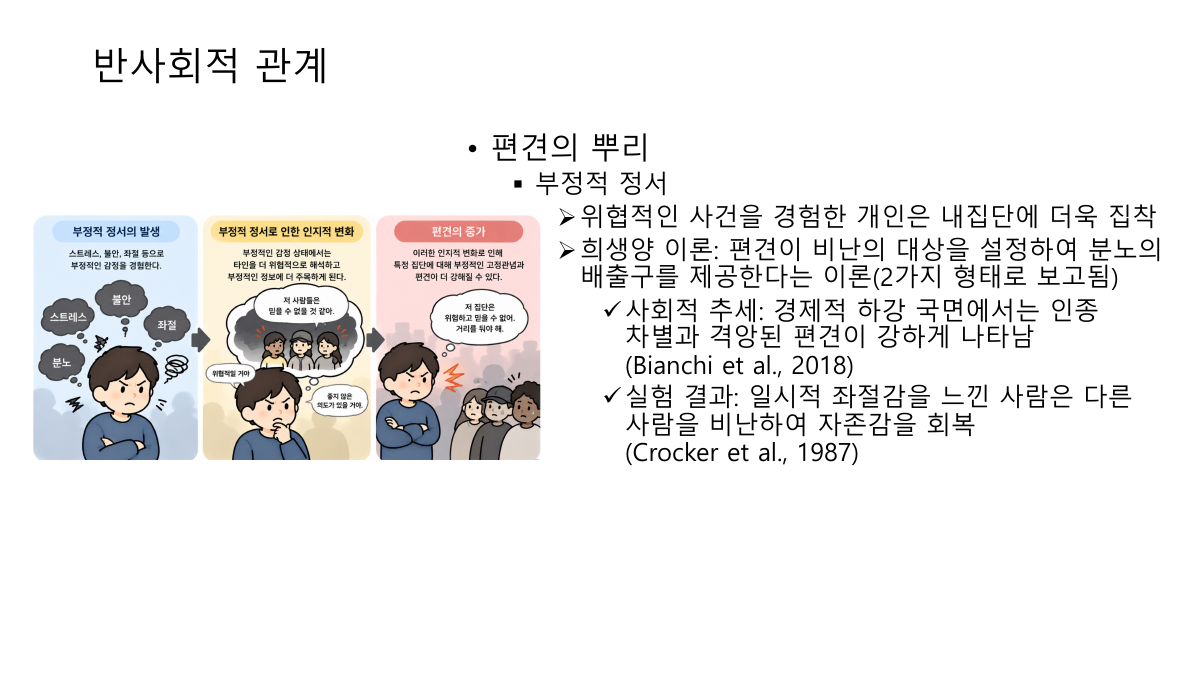 반사회적 관계
• 편견의 뿌리
▪ 부정적 정서
➢위협적인 사건을 경험한 개인은 내집단에 더욱 집착
➢희생양 이론: 편견이 비난의 대상을 설정하여 분노의
배출구를 제공한다는 이론(2가지 형태로 보고됨)
✓사회적 추세: 경제적 하강 국면에서는 인종
차별과 격앙된 편견이 강하게 나타남
(Bianchi et al., 2018)
✓실험 결과: 일시적 좌절감을 느낀 사람은 다른
사람을 비난하여 자존감을 회복
(Crocker et al., 1987)
부정적 정서의 발생
스트레스, 불안, 좌절 등으로
부정적인 감정을 경험한다.
불안
스트레스
좌절
분노
부정적 정서로 인한 인지적 변화
부정적인 감정 상태에서는
타인을 더 위협적으로 해석하고
부정적인 정보에 더 주목하게 된다.
저 사람들은
믿을 수 없을 것 같아.
위협적일 거야
좋지 않은
의도가 있을 거야.
편견의 증가
이러한 인지적 변화로 인해
특정 집단에 대해 부정적인 고정관념과
편견이 더 강해질 수 있다.
저 집단은
위험하고 믿을 수 없어.
거리를 둬야 해.